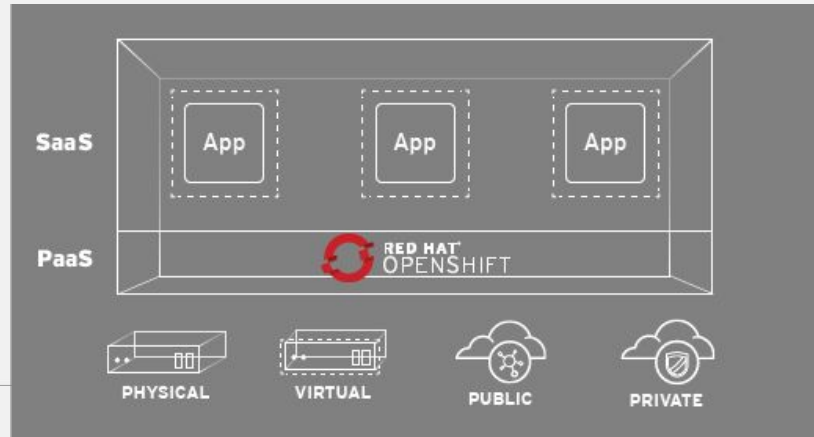 SaaS
App
App
App
PaaS
RED HAT®
OPENSHIFT
PHYSICAL
VIRTUAL
PUBLIC
PRIVATE